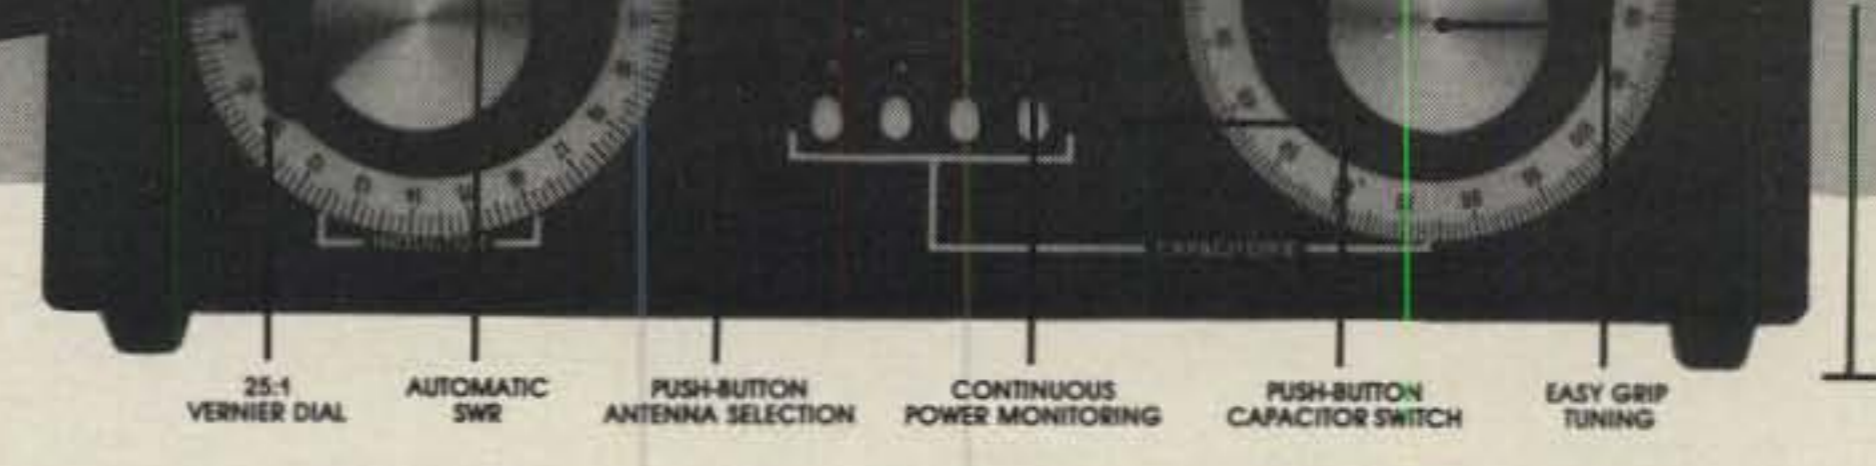 25:1
VERNIER DIAL
AUTOMATIC
SWR
PUSH-BUTTON
ANTENNA SELECTION
CONTINUOUS
POWER MONITORING
PUSH-BUTTON
CAPACITOR SWITCH
EASY GRIP
TUNING